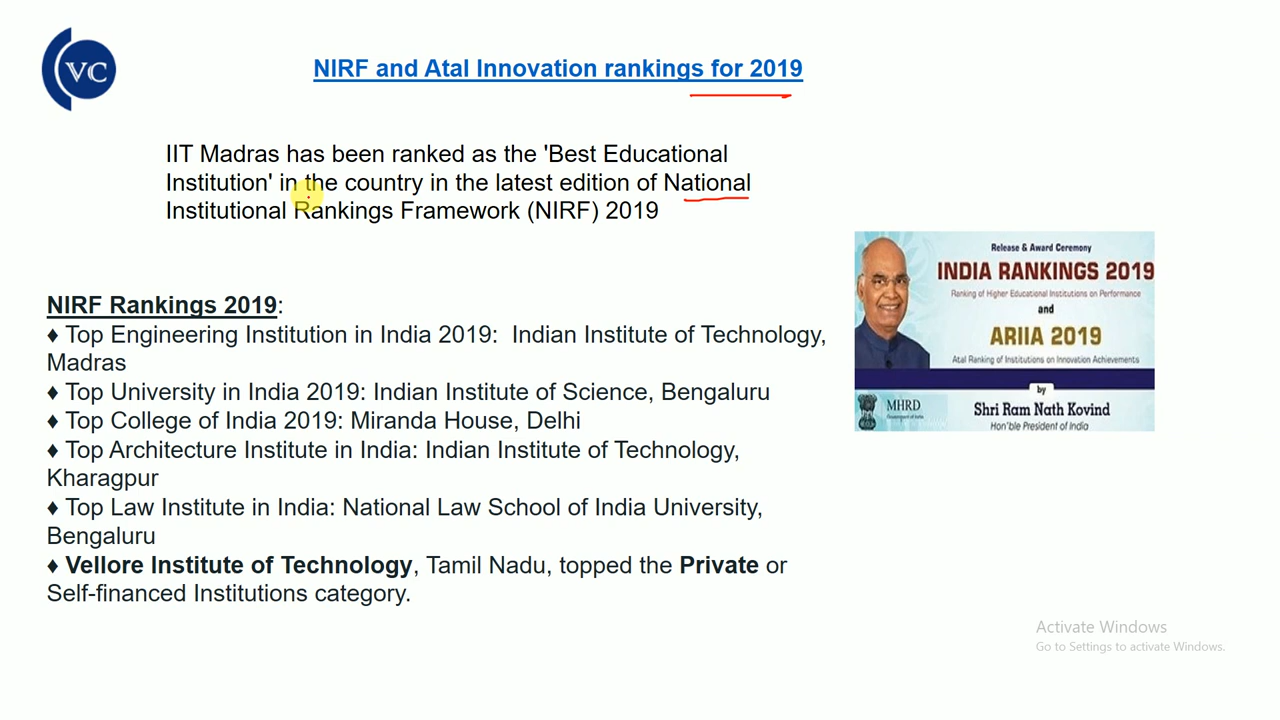 VC
NIRF and Atal Innovation rankings for 2019
IIT Madras has been ranked as the 'Best Educational
Institution' in the country in the latest edition of National
Institutional Rankings Framework (NIRF) 2019
Release & Award Ceremony
INDIA RANKINGS 2019
Ranking of Higher Educational Institutions on Performance
and
ARIIA 2019
Atal Ranking of Institutions on Innovation Achievements
by
MHRD
Government of India
Shri Ram Nath Kovind
Hon'ble President of India
NIRF Rankings 2019:
♦ Top Engineering Institution in India 2019: Indian Institute of Technology,
Madras
♦ Top University in India 2019: Indian Institute of Science, Bengaluru
♦ Top College of India 2019: Miranda House, Delhi
♦ Top Architecture Institute in India: Indian Institute of Technology,
Kharagpur
♦ Top Law Institute in India: National Law School of India University,
Bengaluru
♦ Vellore Institute of Technology, Tamil Nadu, topped the Private or
Self-financed Institutions category.
Activate Windows
Go to Settings to activate Windows.